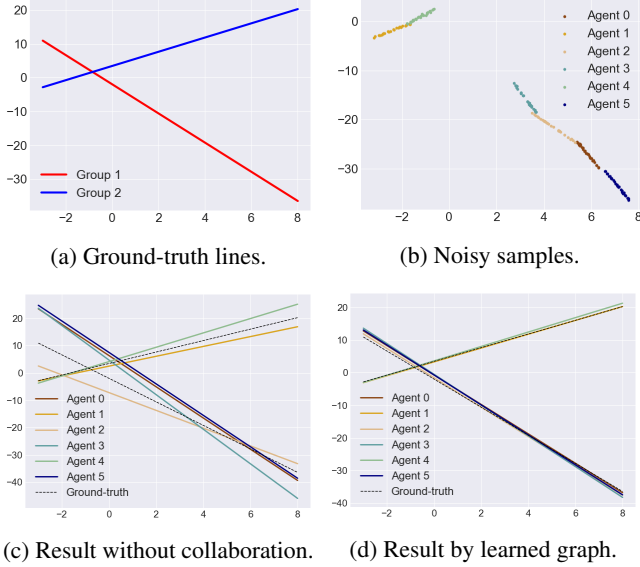 20
10
0
−10
−20
−30
−2 0 2 4 6 8
Group 1
Group 2
(a) Ground-truth lines.
0
−10
−20
−30
−2 0 2 4 6
Agent 0
Agent 1
Agent 2
Agent 3
Agent 4
Agent 5
(b) Noisy samples.
20
10
0
−10
−20
−30
−40
−2 0 2 4 6 8
Agent 0
Agent 1
Agent 2
Agent 3
Agent 4
Agent 5
Ground-truth
(c) Result without collaboration.
20
10
0
−10
−20
−30
−40
−2 0 2 4 6 8
Agent 0
Agent 1
Agent 2
Agent 3
Agent 4
Agent 5
Ground-truth
(d) Result by learned graph.